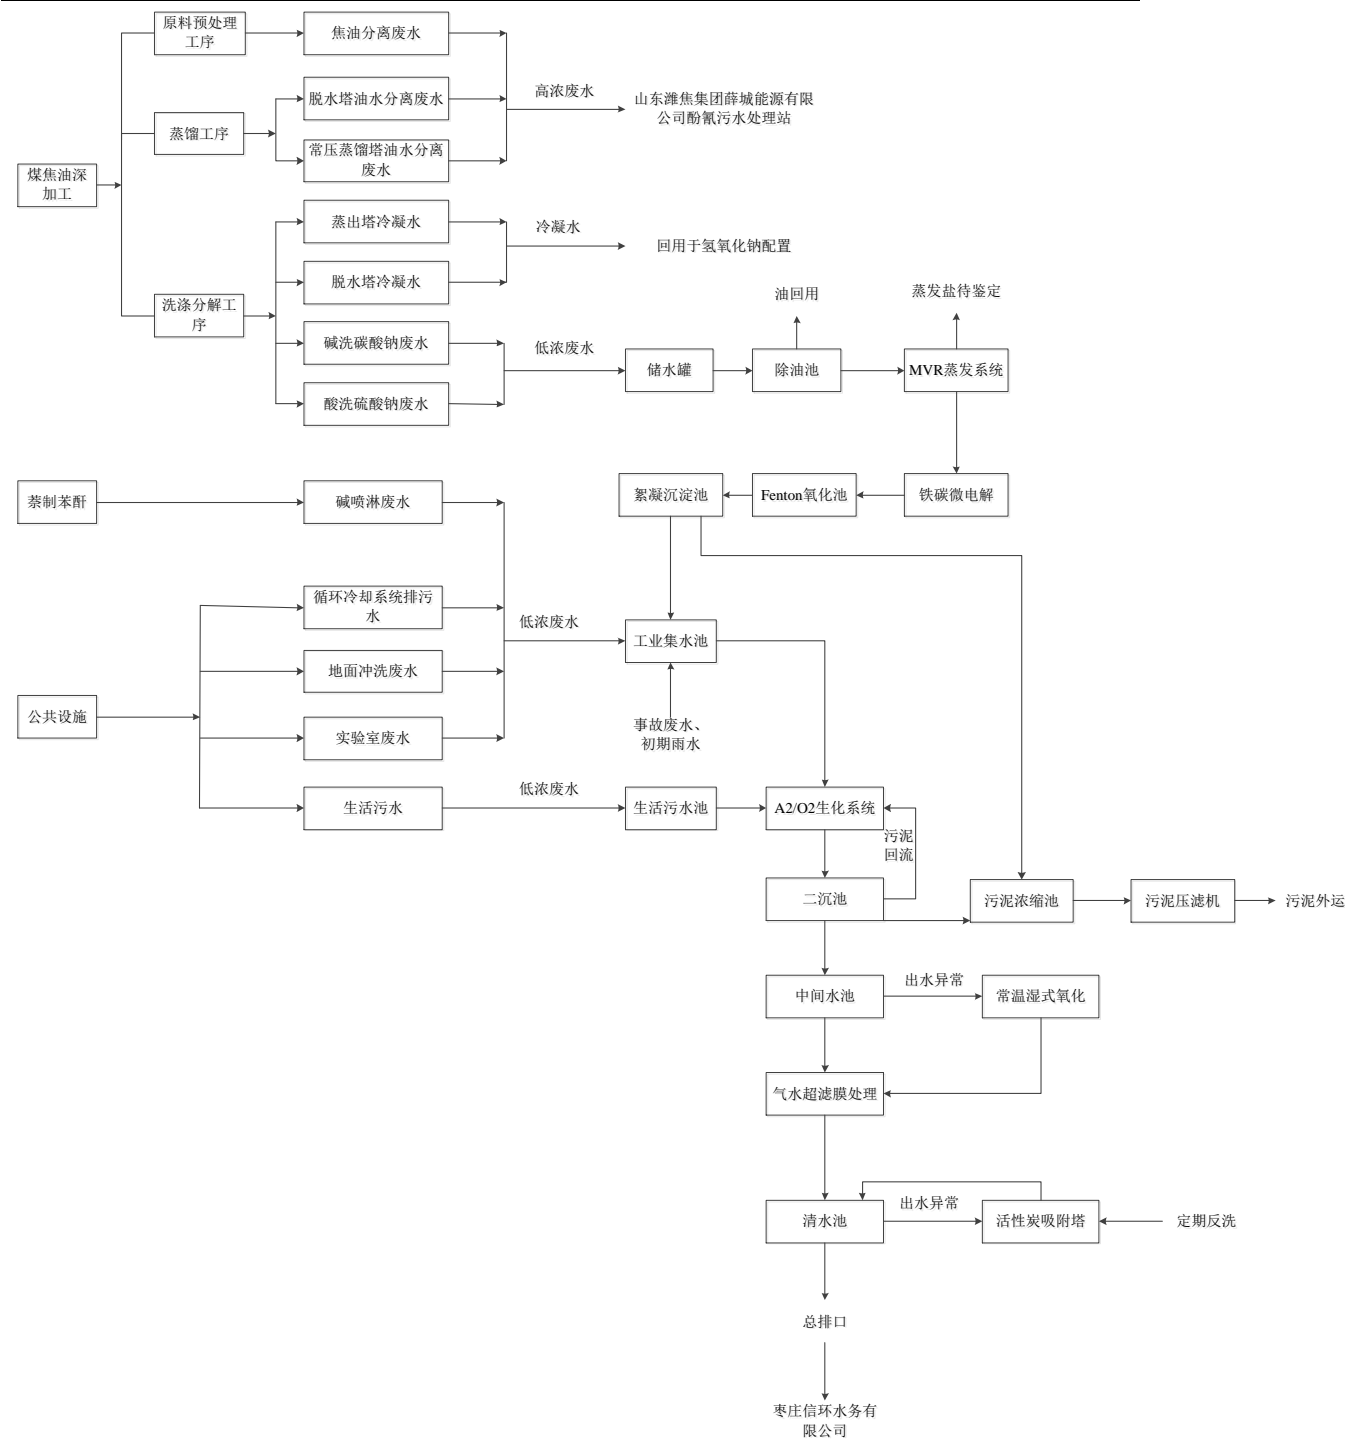 原料预处理
工序
焦油分离废水
脱水塔油水分离废水
高浓废水
山东潍焦集团薛城能源有限
公司酚氰污水处理站
蒸馏工序
常压蒸馏塔油水分离
废水
煤焦油深
加工
蒸出塔冷凝水
冷凝水
回用于氢氧化钠配置
脱水塔冷凝水
洗涤分解工
序
油回用
蒸发盐待鉴定
碱洗碳酸钠废水
低浓废水
储水罐
除油池
MVR蒸发系统
酸洗硫酸钠废水
萘制苯酐
碱喷淋废水
絮凝沉淀池
Fenton氧化池
铁碳微电解
循环冷却系统排污
水
低浓废水
工业集水池
地面冲洗废水
公共设施
实验室废水
事故废水、
初期雨水
生活污水
低浓废水
生活污水池
A2/O2生化系统
污泥
回流
二沉池
污泥浓缩池
污泥压滤机
污泥外运
中间水池
出水异常
常温湿式氧化
气水超滤膜处理
清水池
出水异常
活性炭吸附塔
定期反洗
总排口
枣庄信环水务有
限公司